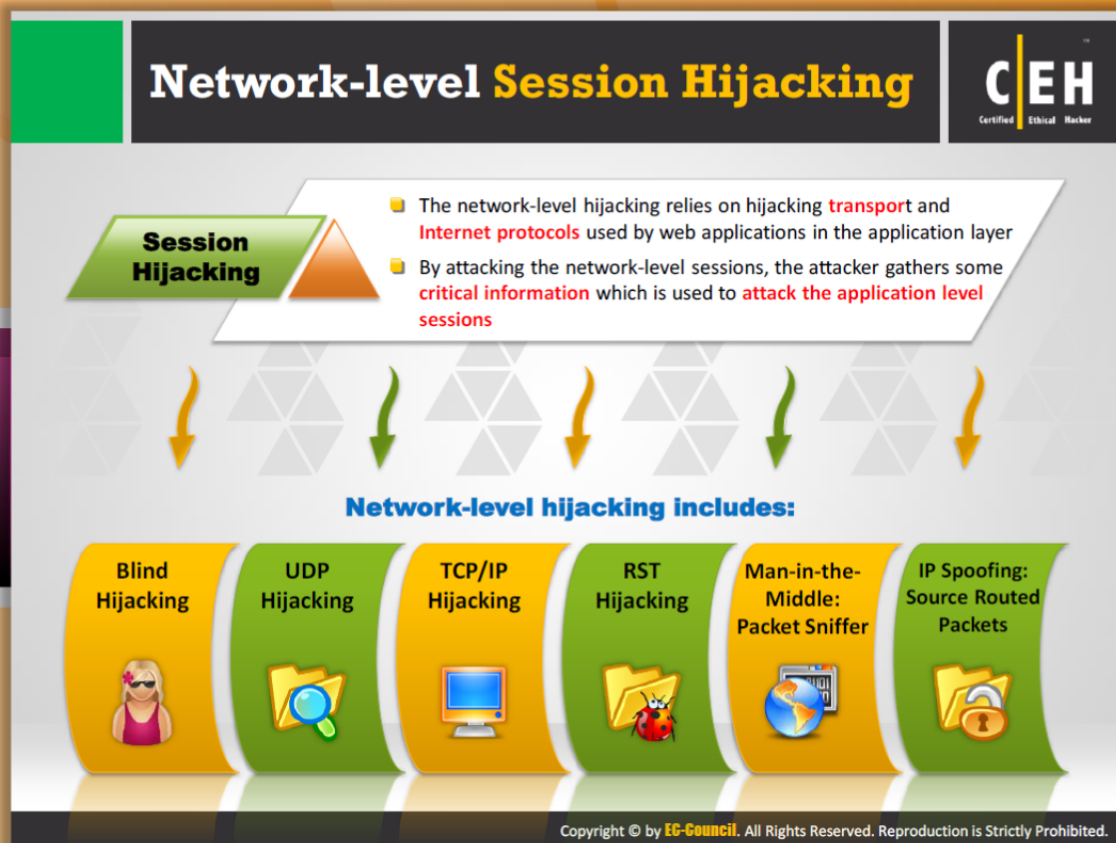 Network-level Session Hijacking
C|EH
Certified Ethical Hacker
™
Session
Hijacking
The network-level hijacking relies on hijacking transport and
Internet protocols used by web applications in the application layer
By attacking the network-level sessions, the attacker gathers some
critical information which is used to attack the application level
sessions
Network-level hijacking includes:
Blind
Hijacking
UDP
Hijacking
TCP/IP
Hijacking
RST
Hijacking
Man-in-the-
Middle:
Packet Sniffer
IP Spoofing:
Source Routed
Packets
Copyright © by EC-Council. All Rights Reserved. Reproduction is Strictly Prohibited.